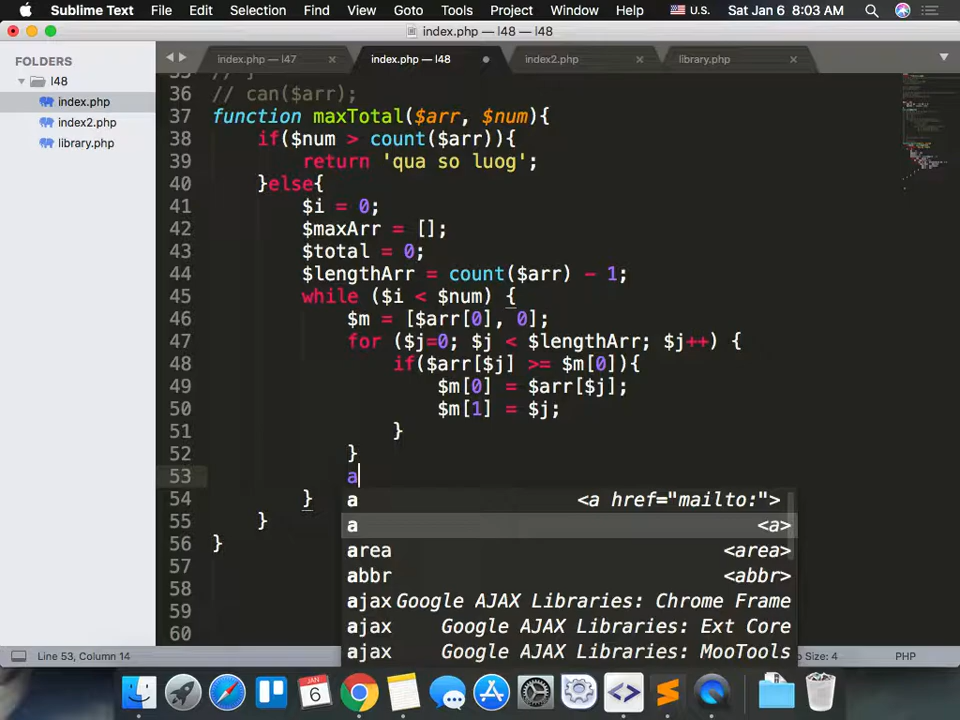 Sublime Text File Edit Selection Find View Goto Tools Project Window Help U.S. Sat Jan 6 8:03 AM
index.php — l48 — l48
FOLDERS
l48
index.php
index2.php
library.php
index.php — l47
index.php — l48
index2.php
library.php
36 // can($arr);
37 function maxTotal($arr, $num){
38 if($num > count($arr)){
39 return 'qua so luog';
40 }else{
41 $i = 0;
42 $maxArr = [];
43 $total = 0;
44 $lengthArr = count($arr) - 1;
45 while ($i < $num) {
46 $m = [$arr[0], 0];
47 for ($j=0; $j < $lengthArr; $j++) {
48 if($arr[$j] >= $m[0]){
49 $m[0] = $arr[$j];
50 $m[1] = $j;
51 }
52 }
53 a
54 }
55 }
56 }
57
58
59
60
a <a href="mailto:">
a <a>
area <area>
abbr <abbr>
ajax Google AJAX Libraries: Chrome Frame
ajax Google AJAX Libraries: Ext Core
ajax Google AJAX Libraries: MooTools
Line 53, Column 14
Size: 4
PHP
JAN
6